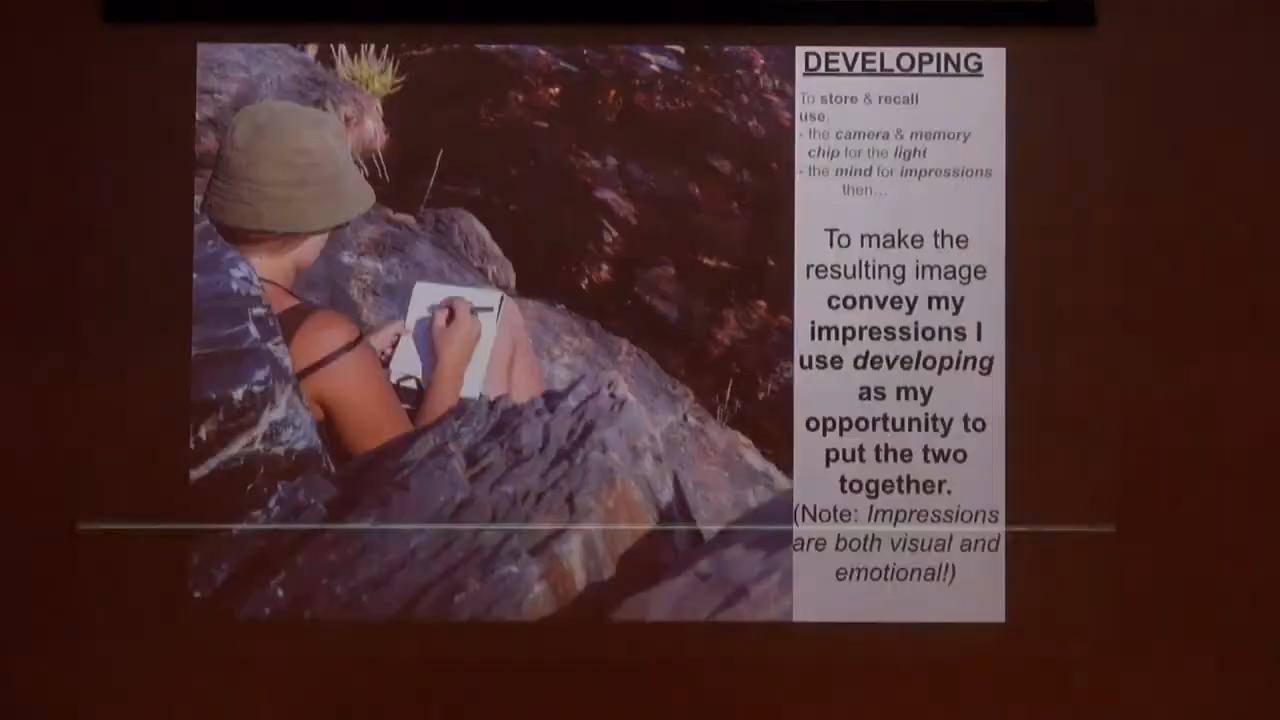 DEVELOPING
To store & recall
use
- the camera & memory
chip for the light
- the mind for impressions
then...
To make the
resulting image
convey my
impressions I
use developing
as my
opportunity to
put the two
together.
(Note: Impressions
are both visual and
emotional!)